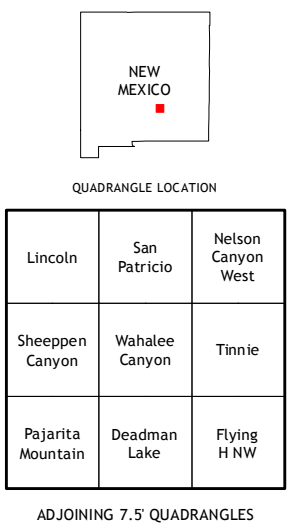 NEW
MEXICO
QUADRANGLE LOCATION
Lincoln
San
Patricio
Nelson
Canyon
West
Sheeppen
Canyon
Wahalee
Canyon
Tinnie
Pajarita
Mountain
Deadman
Lake
Flying
H NW
ADJOINING 7.5' QUADRANGLES